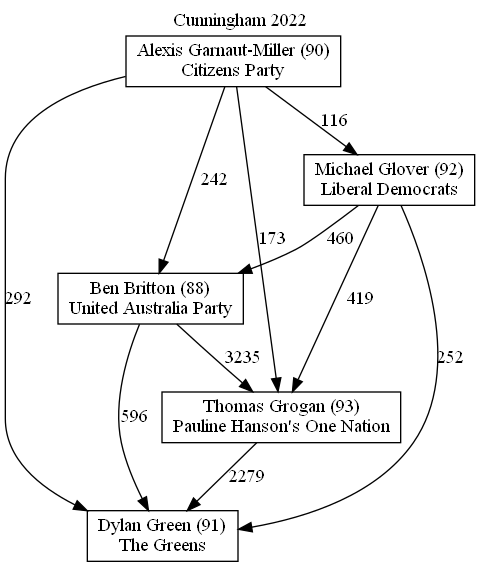 Cunningham 2022
Alexis Garnaut-Miller (90)
Citizens Party
116
Michael Glover (92)
Liberal Democrats
242
173
460
Ben Britton (88)
United Australia Party
292
419
252
3235
596
Thomas Grogan (93)
Pauline Hanson's One Nation
2279
Dylan Green (91)
The Greens